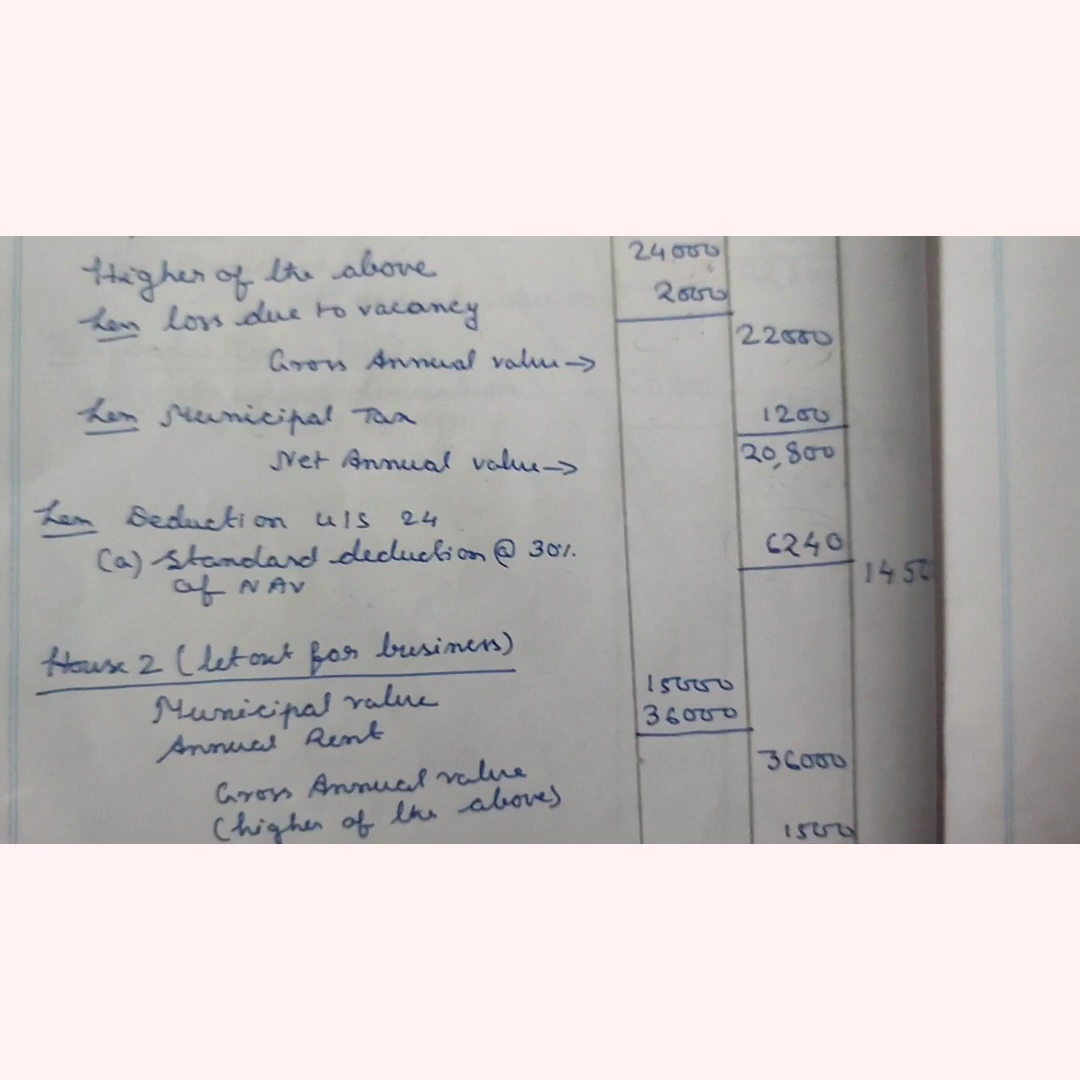 Higher of the above 24000
Less loss due to vacancy 2000
Gross Annual value→ 22000
Less Municipal Tax 1200
Net Annual value→ 20,800
Less Deduction u/s 24
(a) Standard deduction @ 30% 6240
of NAV 145
House 2 (let out for business)
Municipal value 15000
Annual Rent 36000
Gross Annual value 36000
(higher of the above) 1500